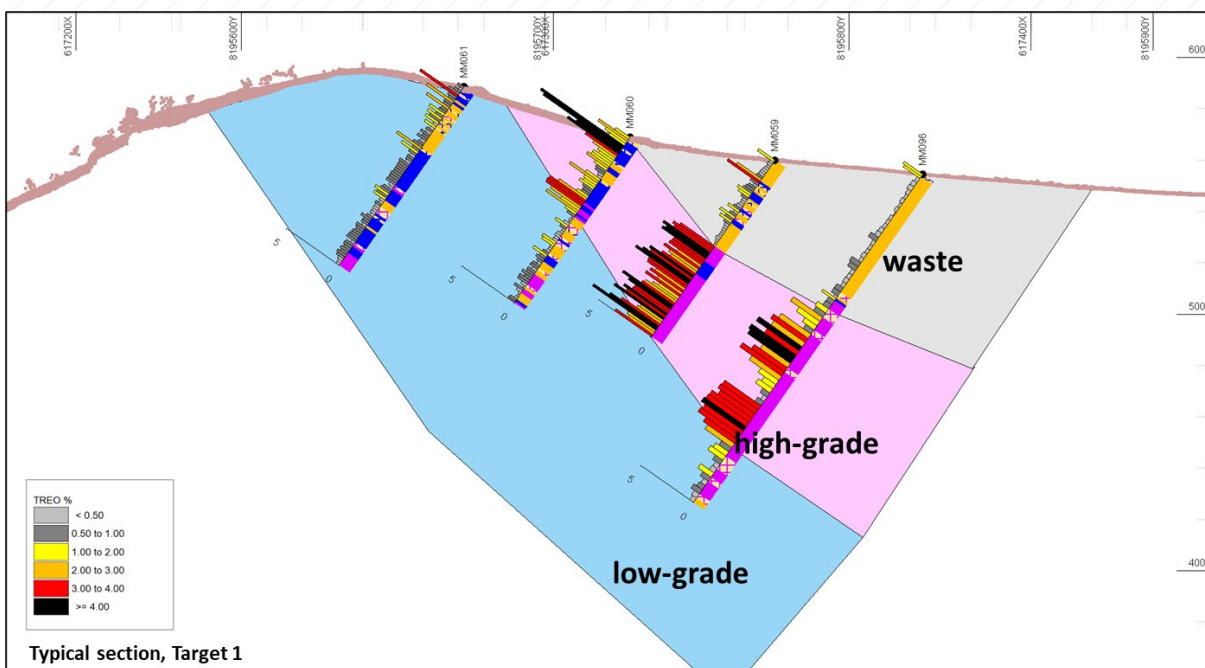 617200X
8195600Y
8195700Y
617300X
8195800Y
617400X
8195900Y
600
MM061
MM060
MM059
MM096
waste
5
0
5
0
5
0
500
high-grade
5
0
low-grade
400
TREO %
< 0.50
0.50 to 1.00
1.00 to 2.00
2.00 to 3.00
3.00 to 4.00
>= 4.00
Typical section, Target 1